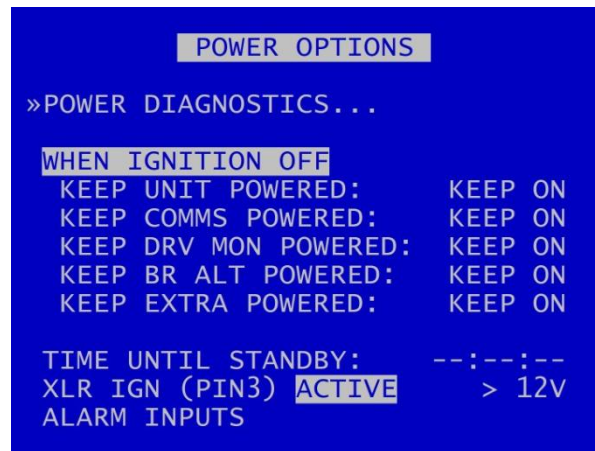 POWER OPTIONS
»POWER DIAGNOSTICS...
WHEN IGNITION OFF
KEEP UNIT POWERED: KEEP ON
KEEP COMMS POWERED: KEEP ON
KEEP DRV MON POWERED: KEEP ON
KEEP BR ALT POWERED: KEEP ON
KEEP EXTRA POWERED: KEEP ON
TIME UNTIL STANDBY: --:--:--
XLR IGN (PIN3) ACTIVE > 12V
ALARM INPUTS